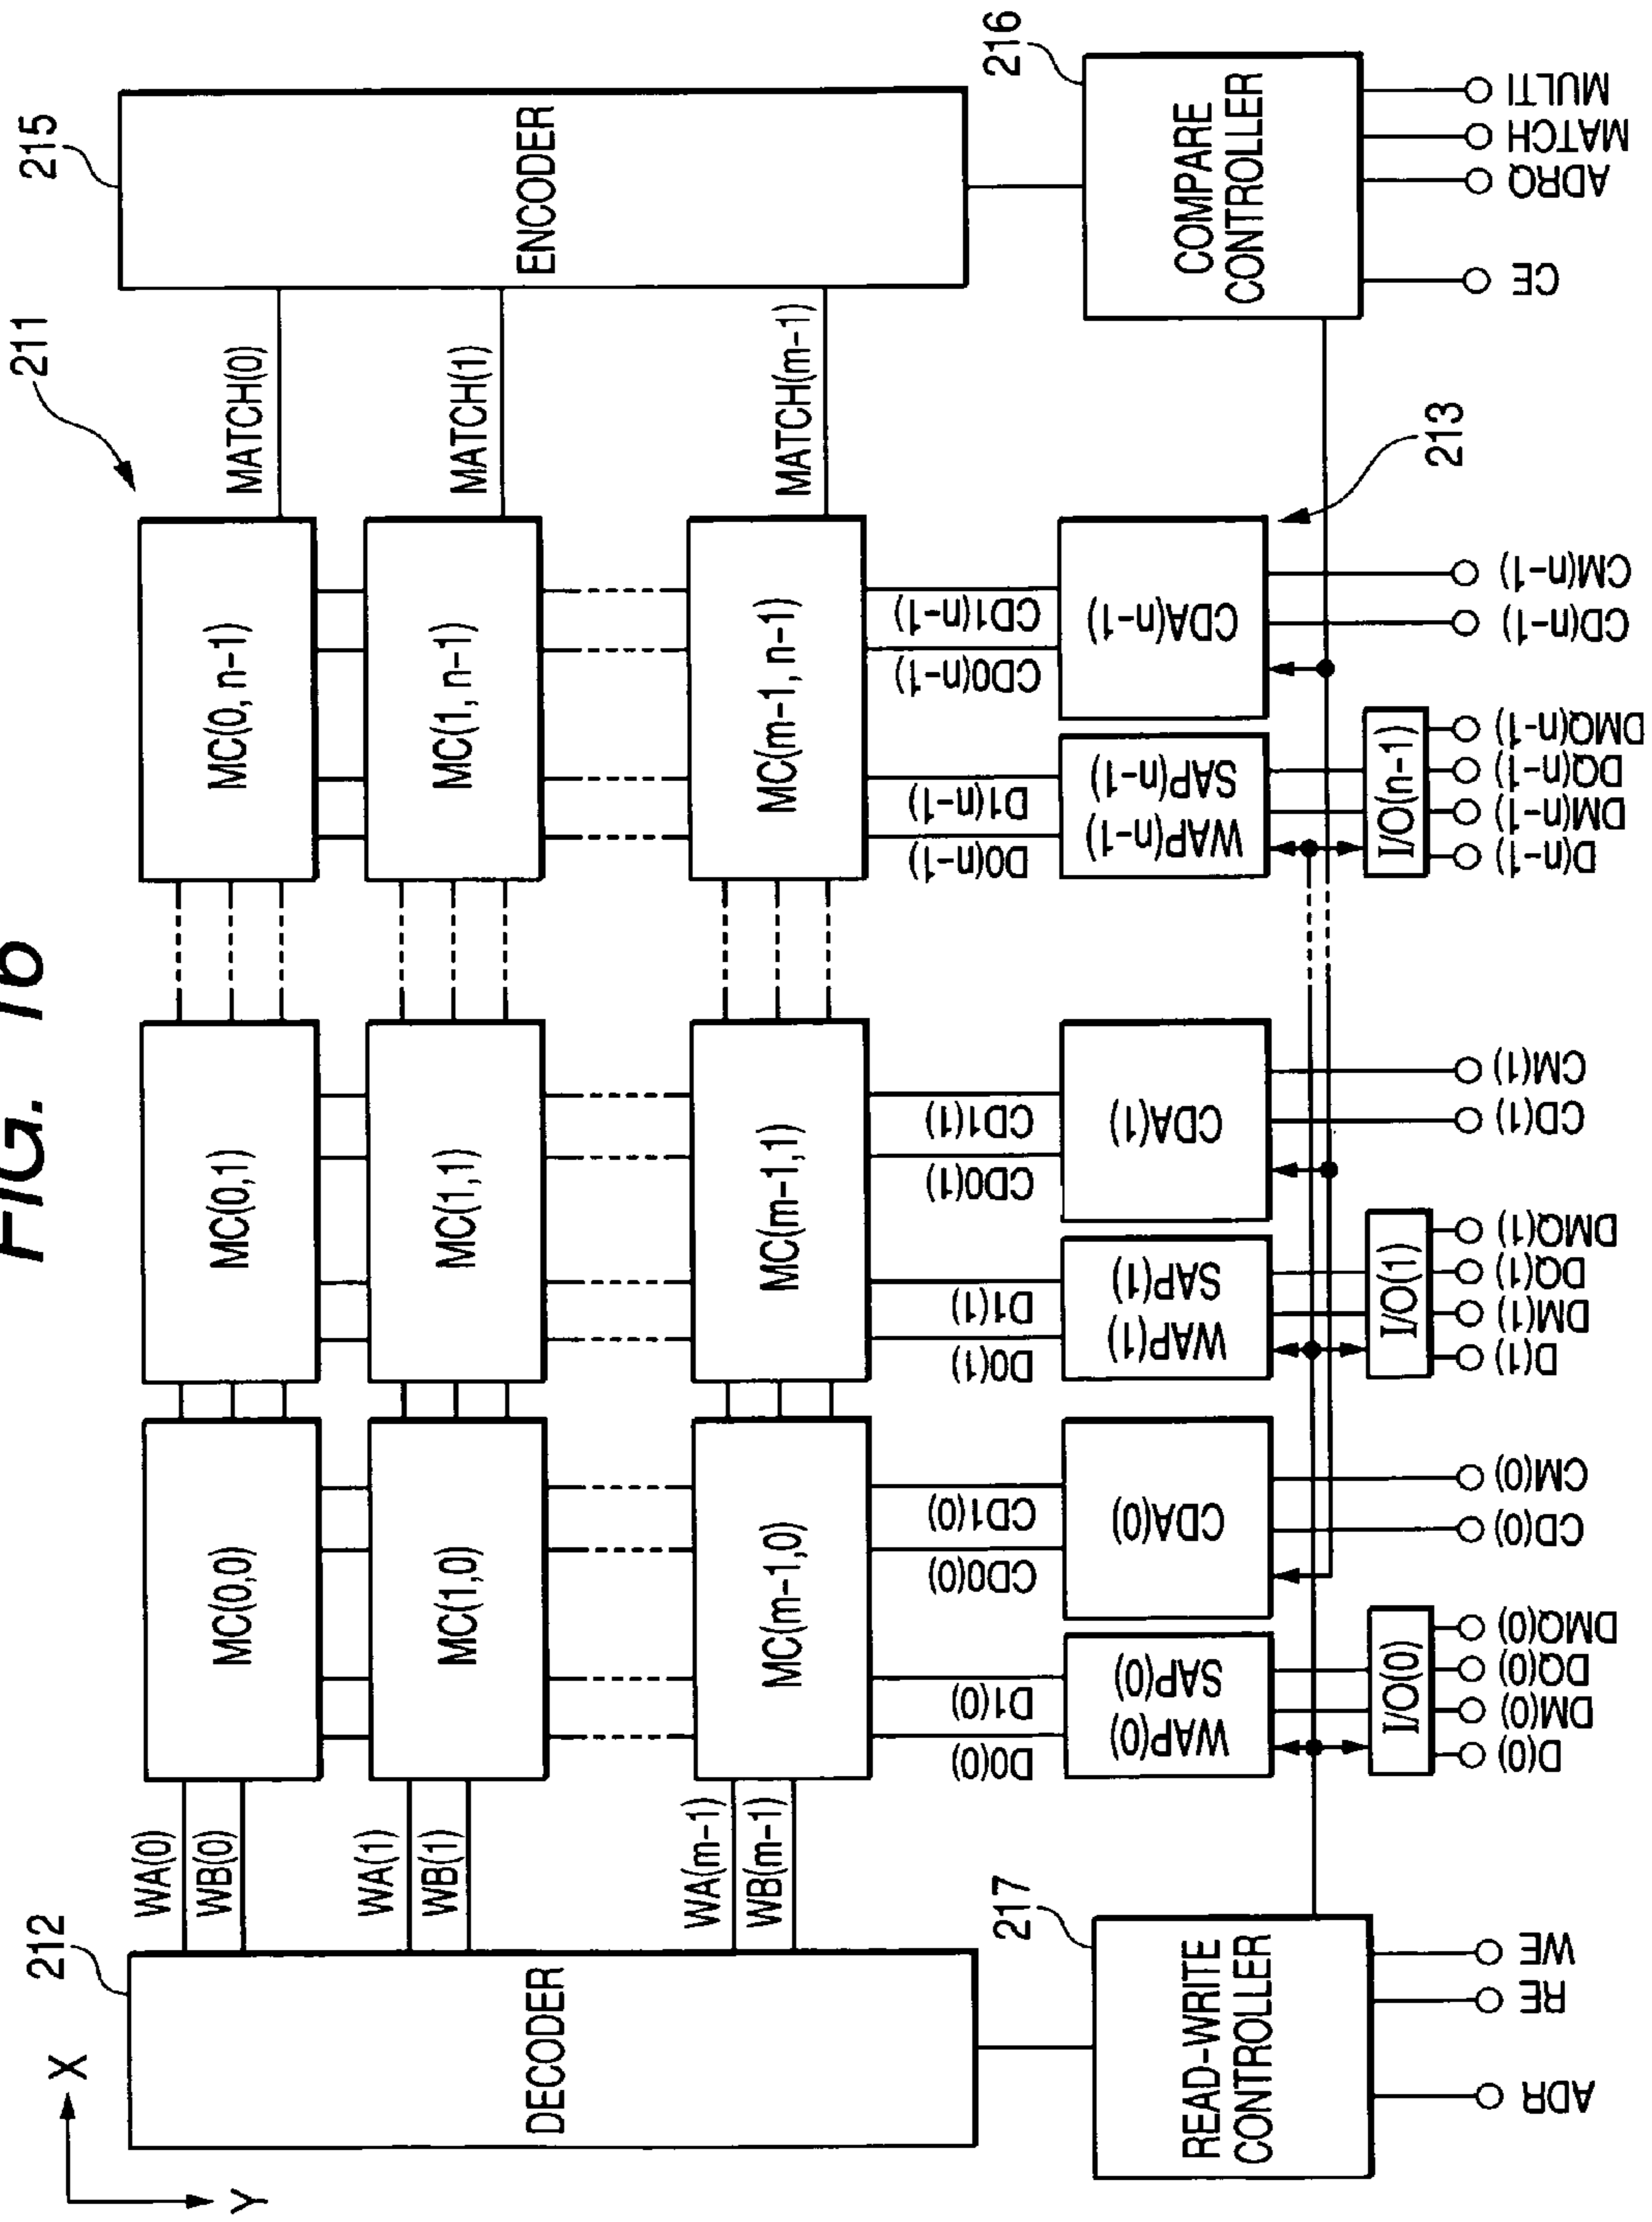 FIG. 16
X
Y
211
212
215
DECODER
WA(0)
WB(0)
MC(0,0)
MC(0,1)
MC(0, n-1)
MATCH(0)
WA(1)
WB(1)
MC(1,0)
MC(1,1)
MC(1, n-1)
MATCH(1)
WA(m-1)
WB(m-1)
MC(m-1,0)
MC(m-1,1)
MC(m-1, n-1)
MATCH(m-1)
ENCODER
D0(0)
D1(0)
CD0(0)
CD1(0)
D0(1)
D1(1)
CD0(1)
CD1(1)
D0(n-1)
D1(n-1)
CD0(n-1)
CD1(n-1)
217
READ-WRITE
CONTROLLER
WAP(0)
SAP(0)
CDA(0)
WAP(1)
SAP(1)
CDA(1)
WAP(n-1)
SAP(n-1)
CDA(n-1)
213
216
COMPARE
CONTROLLER
I/O(0)
I/O(1)
I/O(n-1)
ADR
RE
WE
D(0)
DM(0)
DQ(0)
DMQ(0)
CD(0)
CM(0)
D(1)
DM(1)
DQ(1)
DMQ(1)
CD(1)
CM(1)
D(n-1)
DM(n-1)
DQ(n-1)
DMQ(n-1)
CD(n-1)
CM(n-1)
CE
ADRQ
MATCH
MULTI